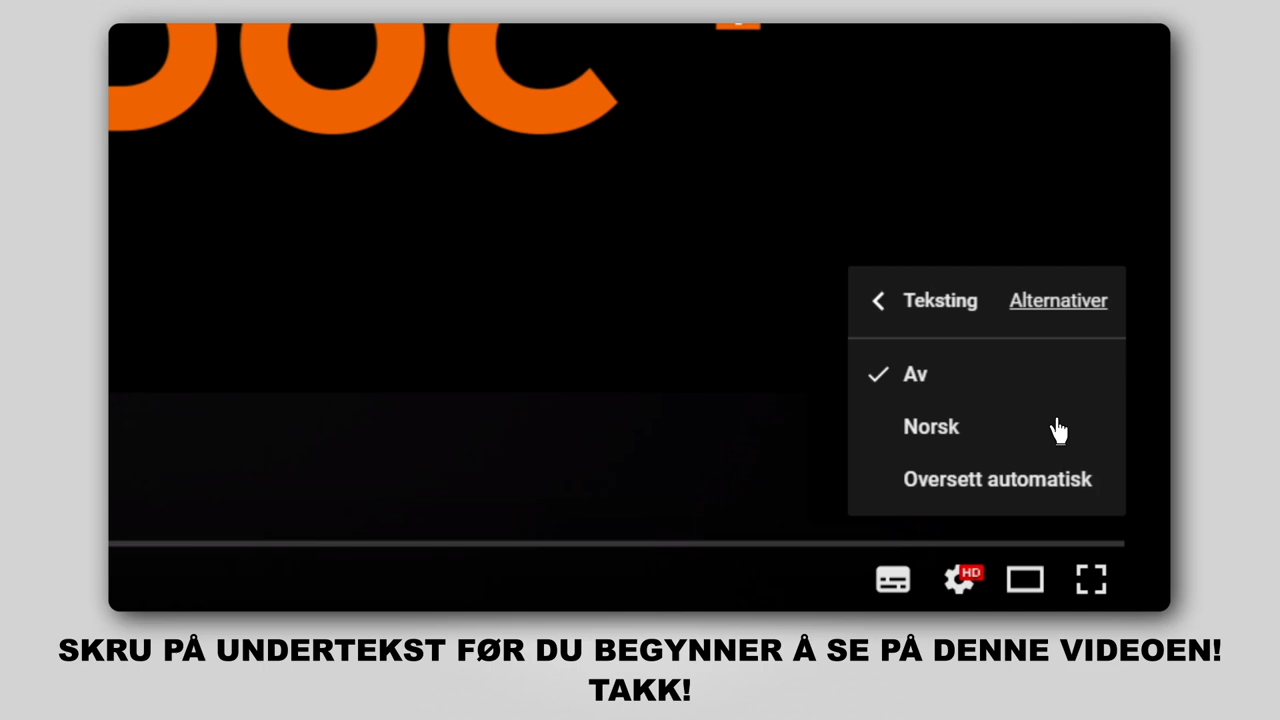 Teksting Alternativer
Av
Norsk
Oversett automatisk
HD
SKRU PÅ UNDERTEKST FØR DU BEGYNNER Å SE PÅ DENNE VIDEOEN!
TAKK!